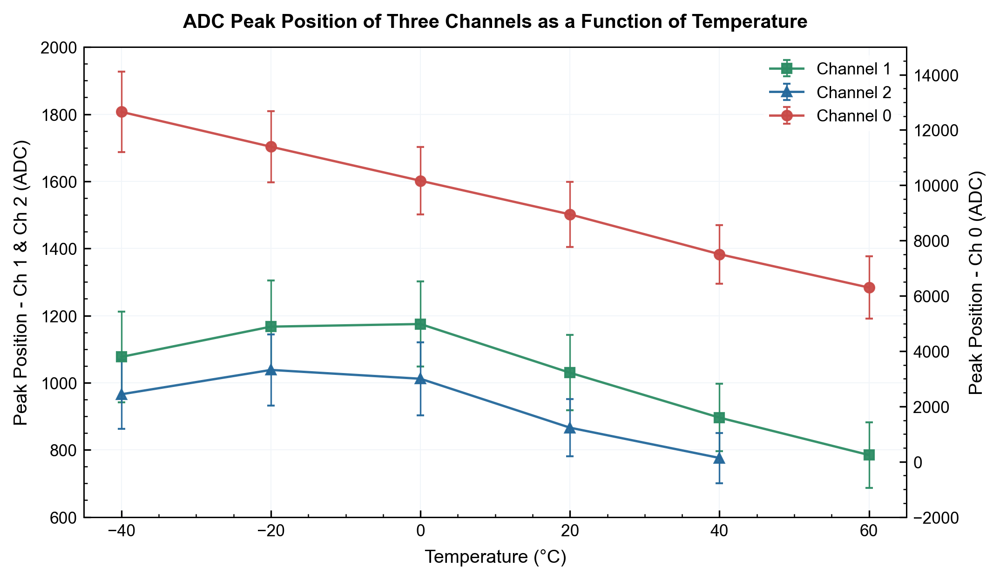 ADC Peak Position of Three Channels as a Function of Temperature
Peak Position - Ch 1 & Ch 2 (ADC)
2000
1800
1600
1400
1200
1000
800
600
Channel 1
Channel 2
Channel 0
14000
12000
10000
8000
6000
4000
2000
0
−2000
Peak Position - Ch 0 (ADC)
−40 −20 0 20 40 60
Temperature (°C)